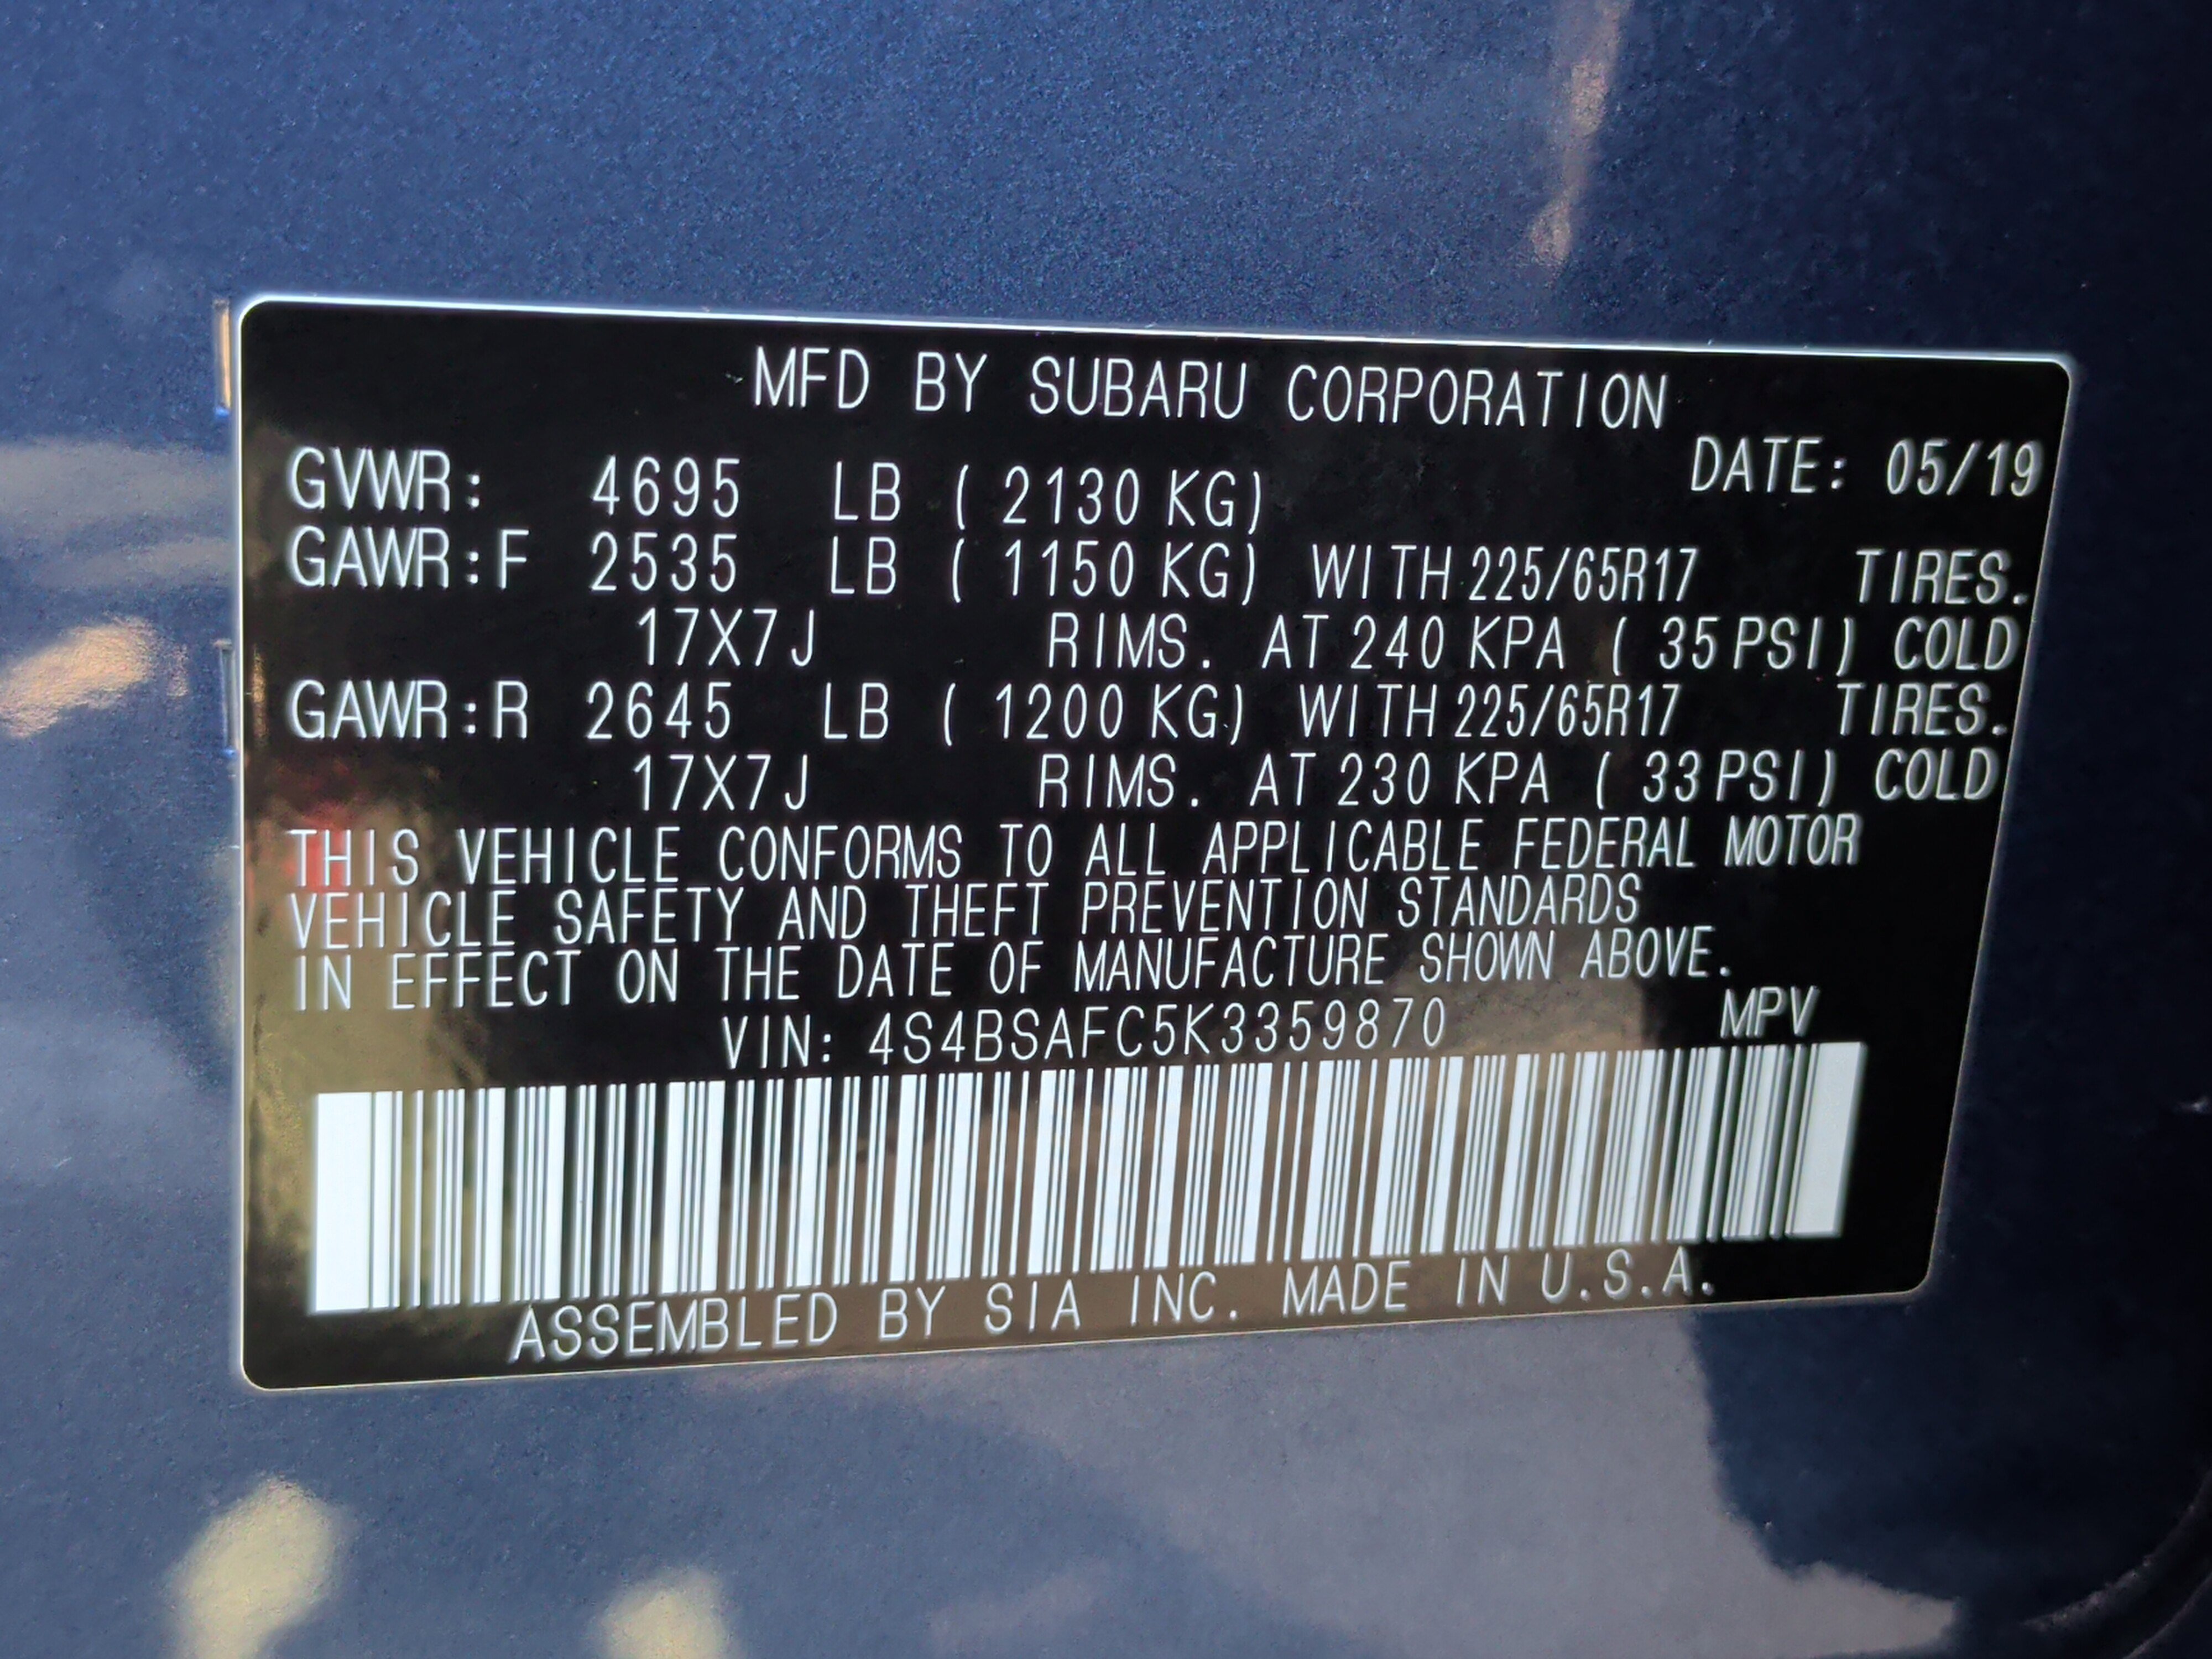 MFD BY SUBARU CORPORATION
DATE: 05/19
GVWR: 4695 LB ( 2130 KG)
GAWR:F 2535 LB ( 1150 KG) WITH 225/65R17 TIRES.
17X7J RIMS. AT 240 KPA ( 35 PSI) COLD
GAWR:R 2645 LB ( 1200 KG) WITH 225/65R17 TIRES.
17X7J RIMS. AT 230 KPA ( 33 PSI) COLD
THIS VEHICLE CONFORMS TO ALL APPLICABLE FEDERAL MOTOR
VEHICLE SAFETY AND THEFT PREVENTION STANDARDS
IN EFFECT ON THE DATE OF MANUFACTURE SHOWN ABOVE.
VIN: 4S4BSAFC5K3359870 MPV
ASSEMBLED BY SIA INC. MADE IN U.S.A.